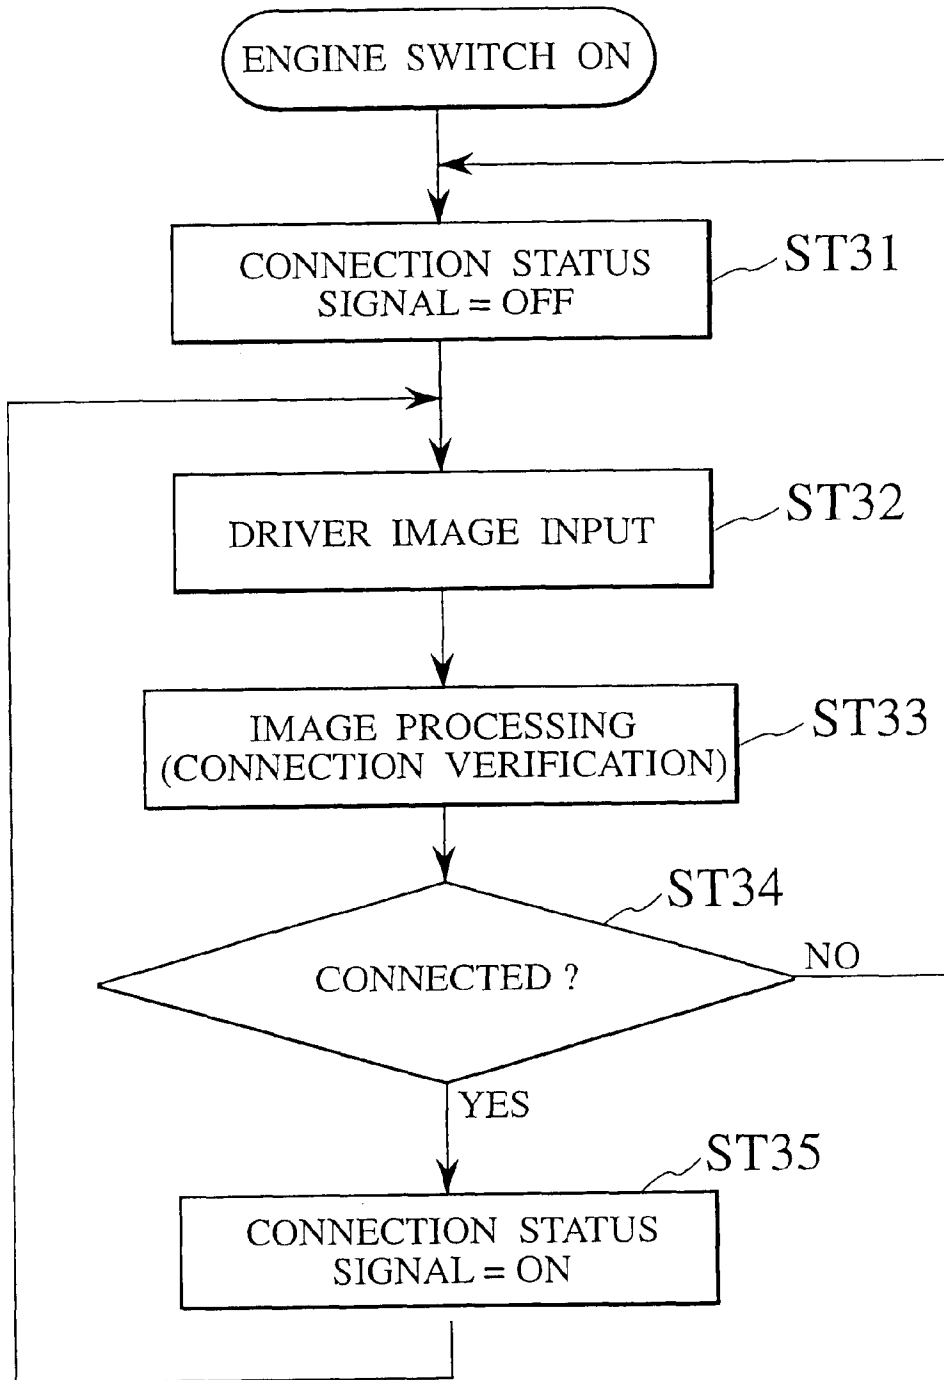 ENGINE SWITCH ON
CONNECTION STATUS
SIGNAL = OFF
ST31
DRIVER IMAGE INPUT
ST32
IMAGE PROCESSING
(CONNECTION VERIFICATION)
ST33
ST34
CONNECTED ?
NO
YES
ST35
CONNECTION STATUS
SIGNAL = ON